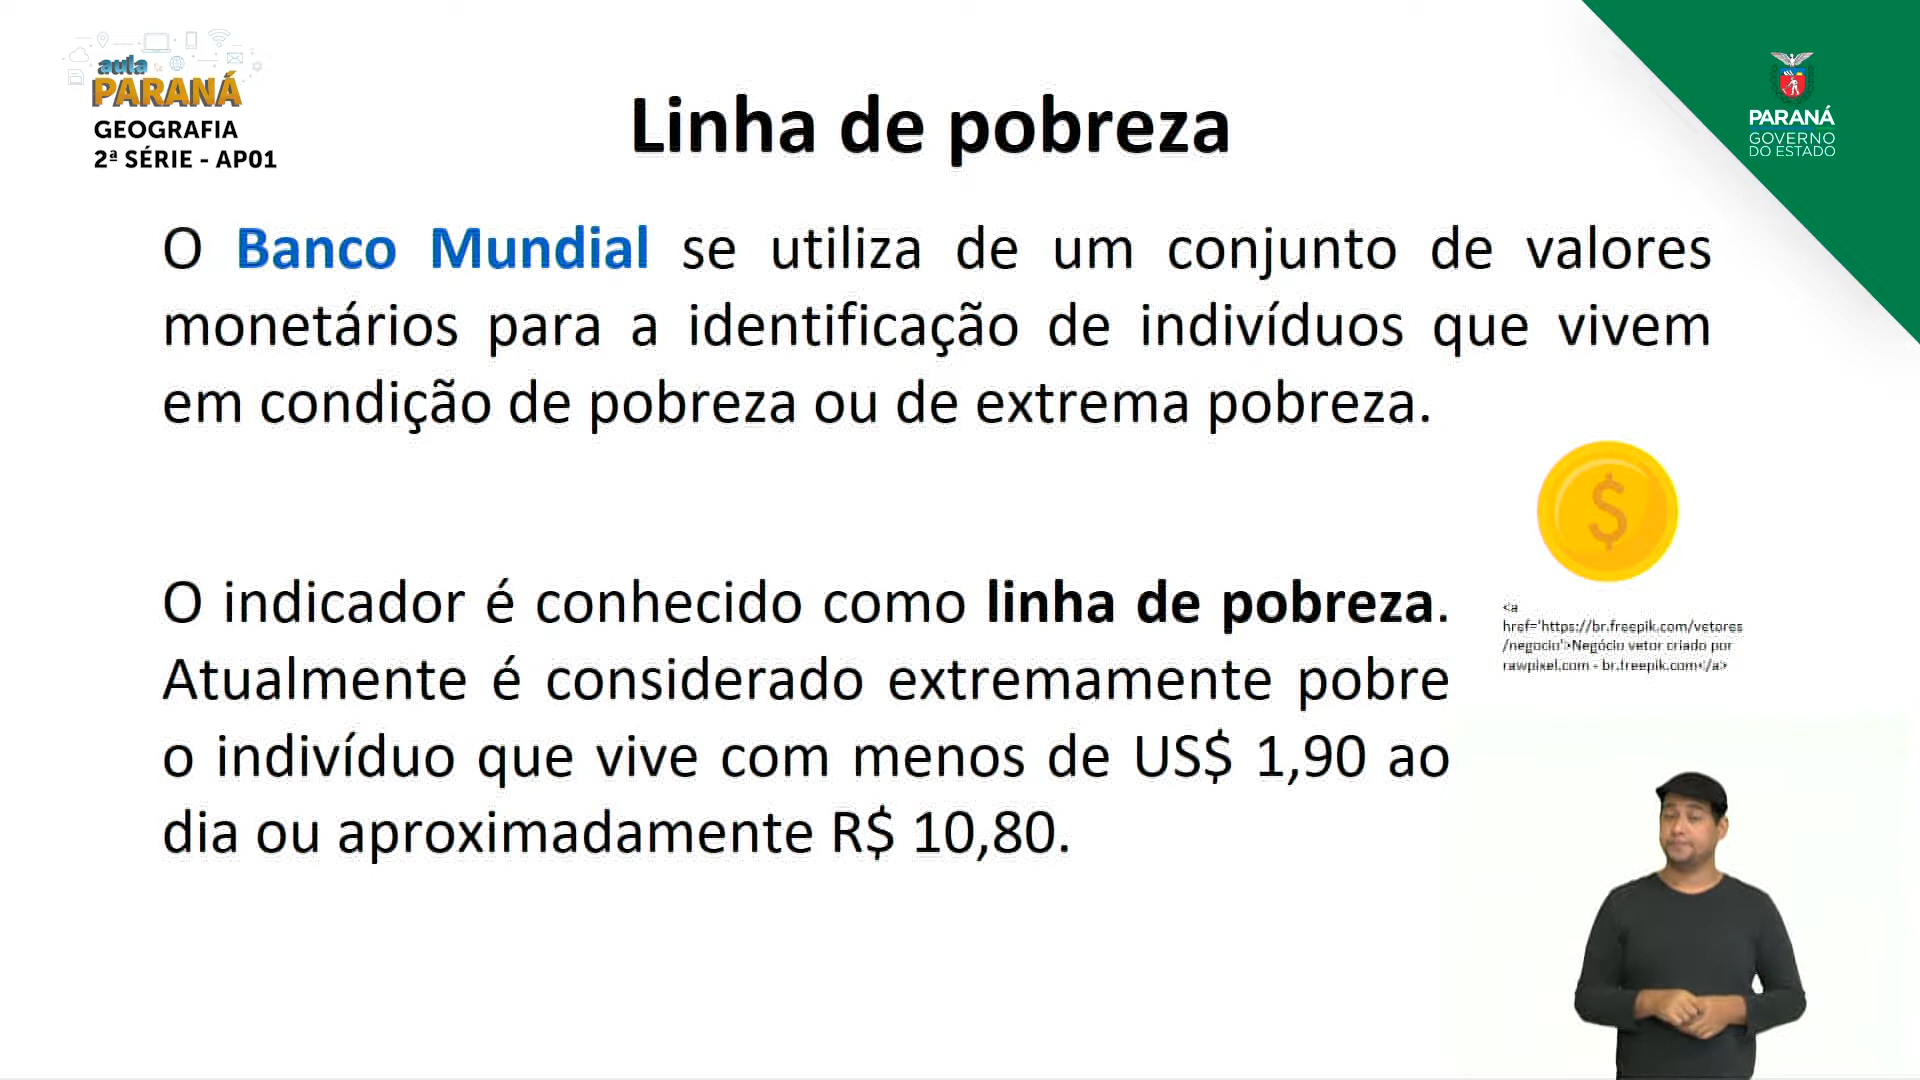 aula
PARANÁ
GEOGRAFIA
2ª SÉRIE - AP01
Linha de pobreza
PARANÁ
GOVERNO
DO ESTADO
O Banco Mundial se utiliza de um conjunto de valores
monetários para a identificação de indivíduos que vivem
em condição de pobreza ou de extrema pobreza.
$
O indicador é conhecido como linha de pobreza.
Atualmente é considerado extremamente pobre
o indivíduo que vive com menos de US$ 1,90 ao
dia ou aproximadamente R$ 10,80.
<a
href='https://br.freepik.com/vetores
/negocio'>Negócio vetor criado por
rawpixel.com - br.freepik.com</a>